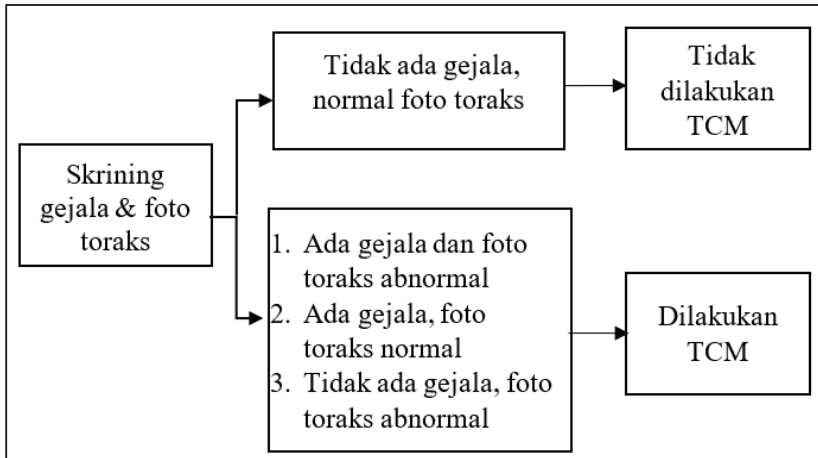 Skrining
gejala & foto
toraks
Tidak ada gejala,
normal foto toraks
Tidak
dilakukan
TCM
1. Ada gejala dan foto
toraks abnormal
2. Ada gejala, foto
toraks normal
3. Tidak ada gejala, foto
toraks abnormal
Dilakukan
TCM